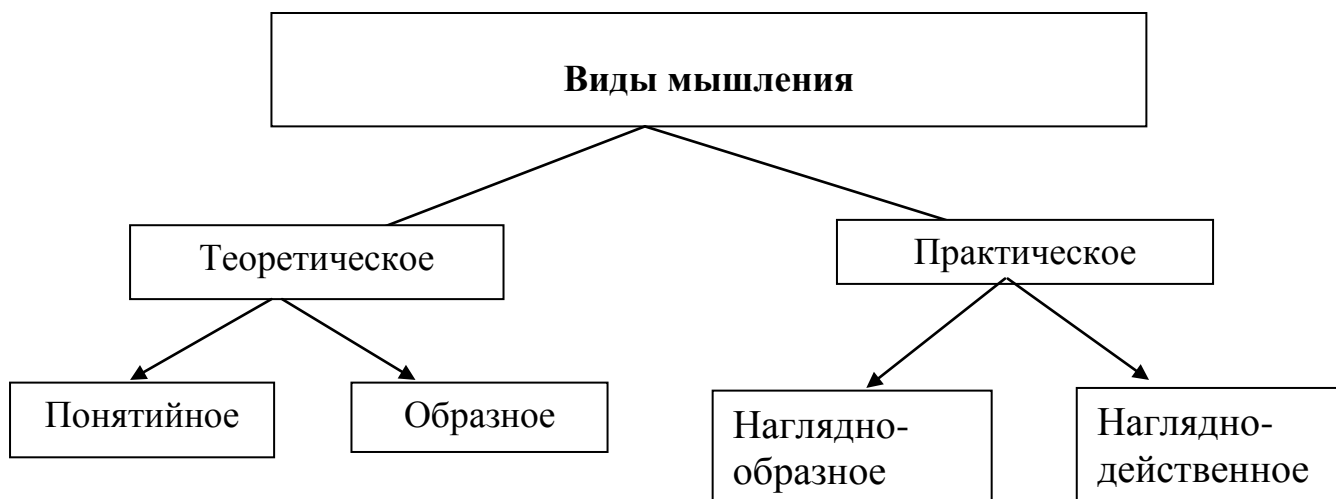 Виды мышления
Теоретическое
Практическое
Понятийное
Образное
Наглядно-
образное
Наглядно-
действенное